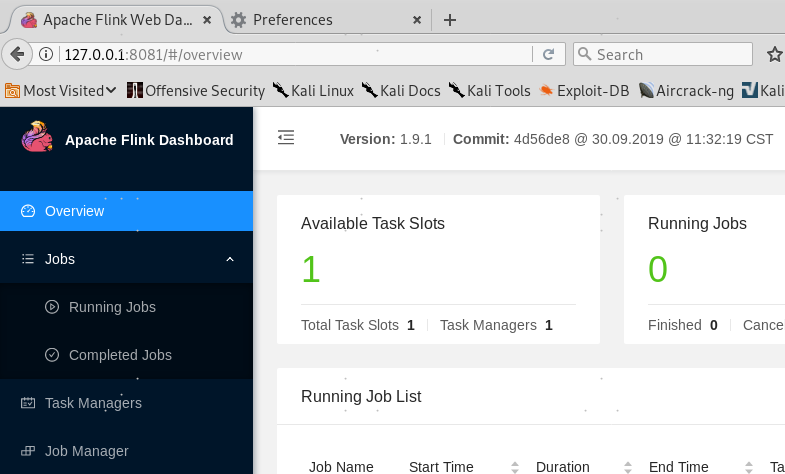 Apache Flink Web Da... × Preferences × +
127.0.0.1:8081/#/overview Search
Most Visited Offensive Security Kali Linux Kali Docs Kali Tools Exploit-DB Aircrack-ng Kali
Apache Flink Dashboard
Version: 1.9.1 Commit: 4d56de8 @ 30.09.2019 @ 11:32:19 CST
Overview
Jobs
Running Jobs
Completed Jobs
Task Managers
Job Manager
Available Task Slots
1
Total Task Slots 1 Task Managers 1
Running Jobs
0
Finished 0 Cance
Running Job List
Job Name Start Time Duration End Time Ta